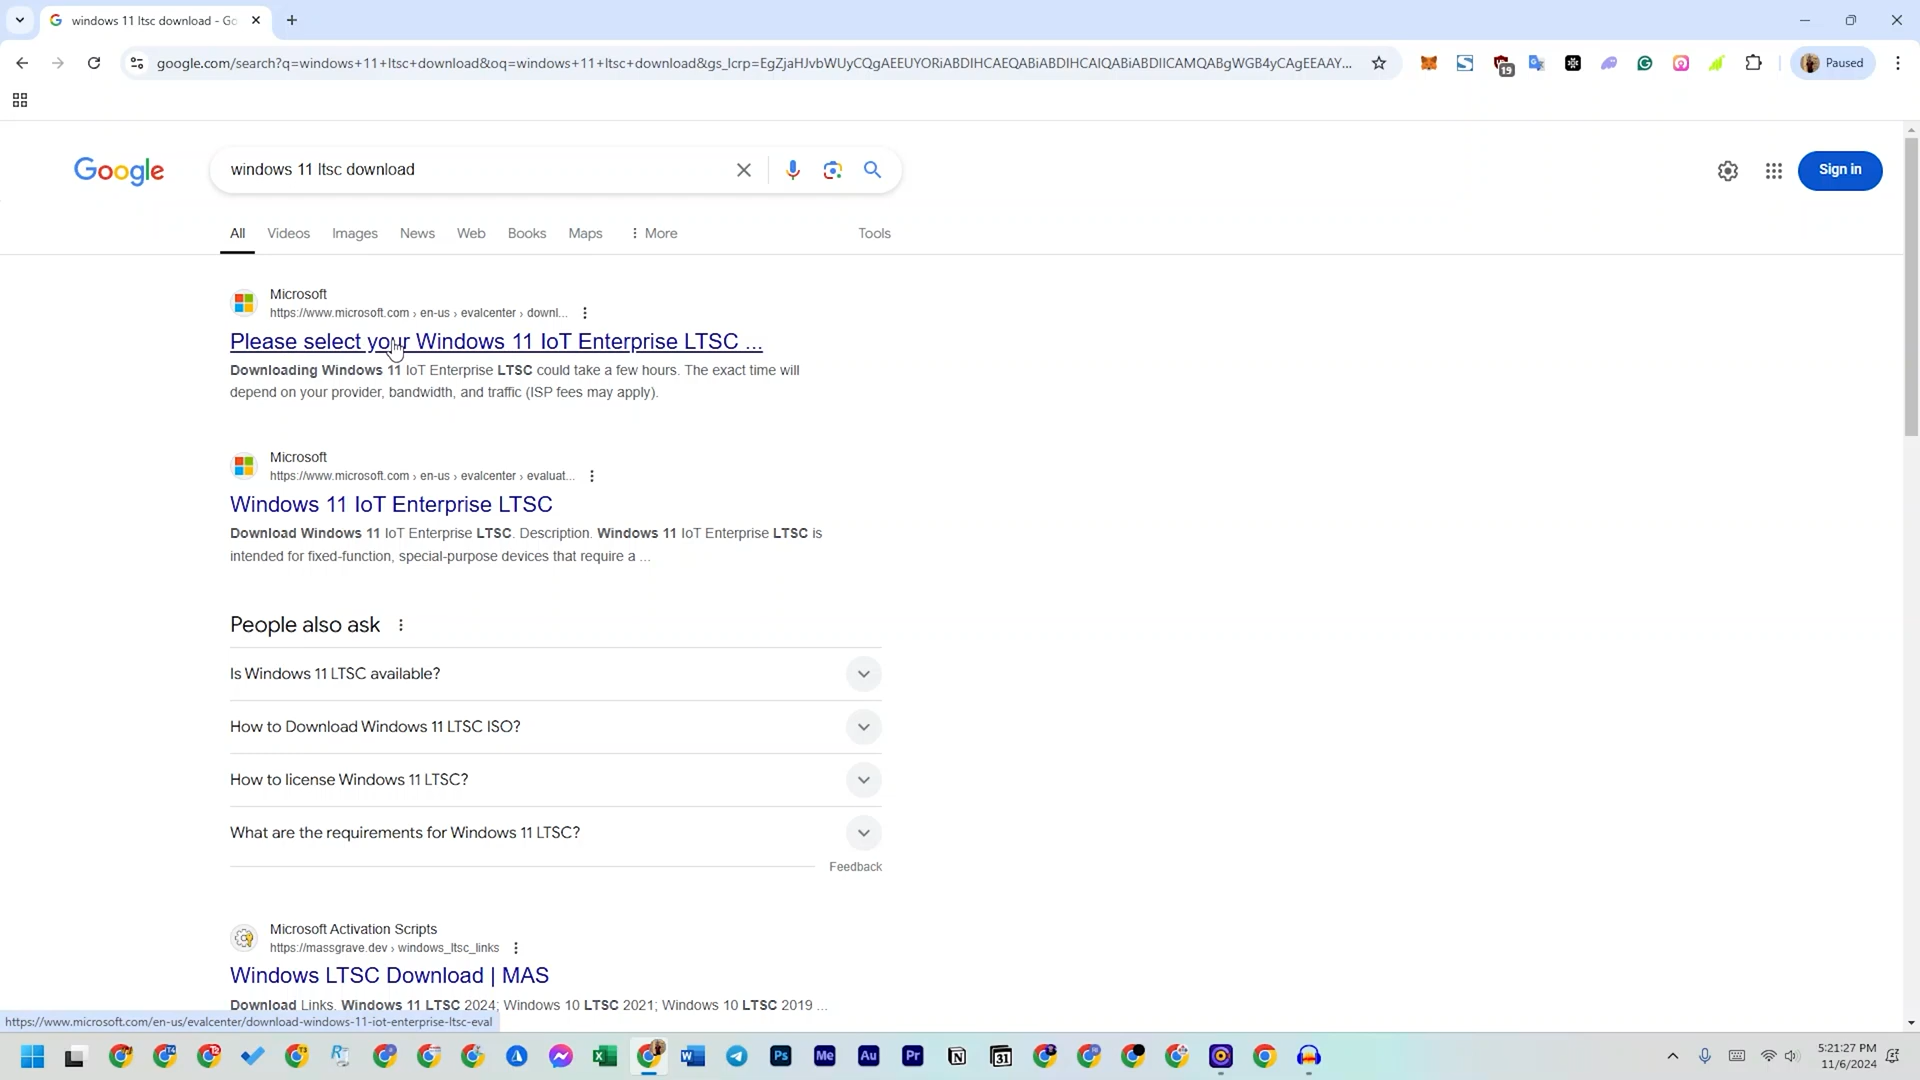 windows 11 ltsc download - Go
google.com/search?q=windows+11+ltsc+download&oq=windows+11+ltsc+download&gs_lcrp=EgZjaHJvbWUyCQgAEEUYORiABDIHCAEQABiABDIHCAIQABiABDIICAMQABgWGB4yCAgEEAAY...
19
Paused
Google
windows 11 ltsc download
Sign in
All
Videos
Images
News
Web
Books
Maps
More
Tools
Microsoft
https://www.microsoft.com › en-us › evalcenter › downl...
Please select your Windows 11 IoT Enterprise LTSC ...
Downloading Windows 11 IoT Enterprise LTSC could take a few hours. The exact time will
depend on your provider, bandwidth, and traffic (ISP fees may apply).
Microsoft
https://www.microsoft.com › en-us › evalcenter › evaluat...
Windows 11 IoT Enterprise LTSC
Download Windows 11 IoT Enterprise LTSC. Description. Windows 11 IoT Enterprise LTSC is
intended for fixed-function, special-purpose devices that require a ...
People also ask
Is Windows 11 LTSC available?
How to Download Windows 11 LTSC ISO?
How to license Windows 11 LTSC?
What are the requirements for Windows 11 LTSC?
Feedback
Microsoft Activation Scripts
https://massgrave.dev › windows_ltsc_links
Windows LTSC Download | MAS
Download Links. Windows 11 LTSC 2024; Windows 10 LTSC 2021; Windows 10 LTSC 2019 ...
https://www.microsoft.com/en-us/evalcenter/download-windows-11-iot-enterprise-ltsc-eval
Ps
Me
Au
Pr
31
5:21:27 PM
11/6/2024